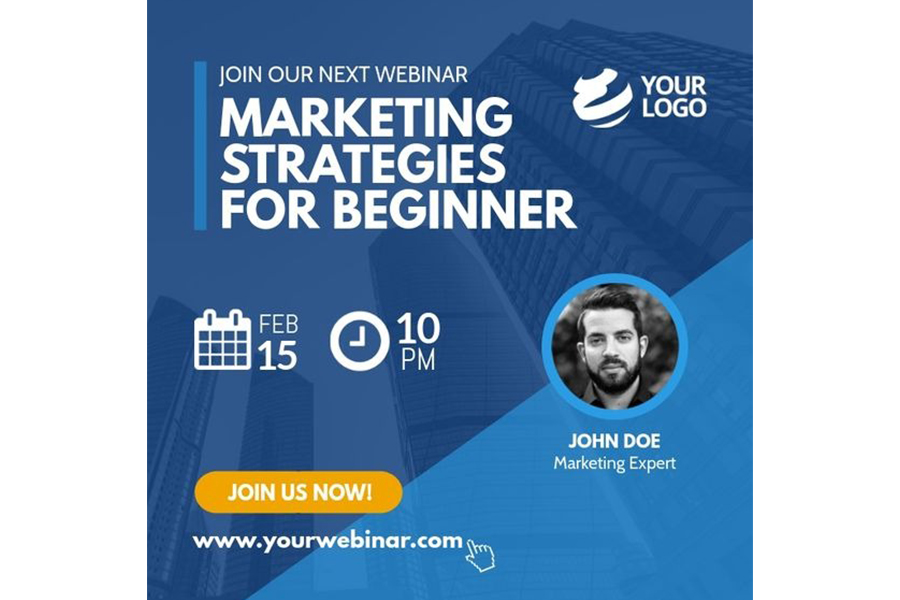 JOIN OUR NEXT WEBINAR
MARKETING
STRATEGIES
FOR BEGINNER
YOUR
LOGO
FEB
15
10
PM
JOHN DOE
Marketing Expert
JOIN US NOW!
www.yourwebinar.com